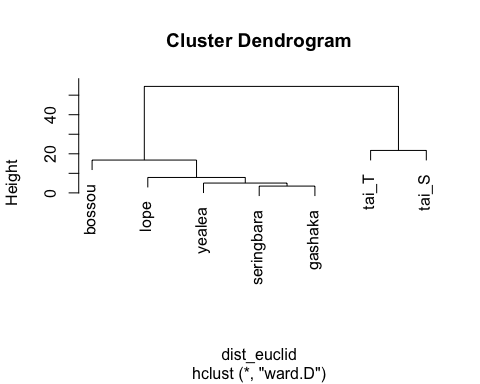 Cluster Dendrogram
Height
40
20
0
bossou
lope
yealea
seringbara
gashaka
tai_T
tai_S
dist_euclid
hclust (*, "ward.D")